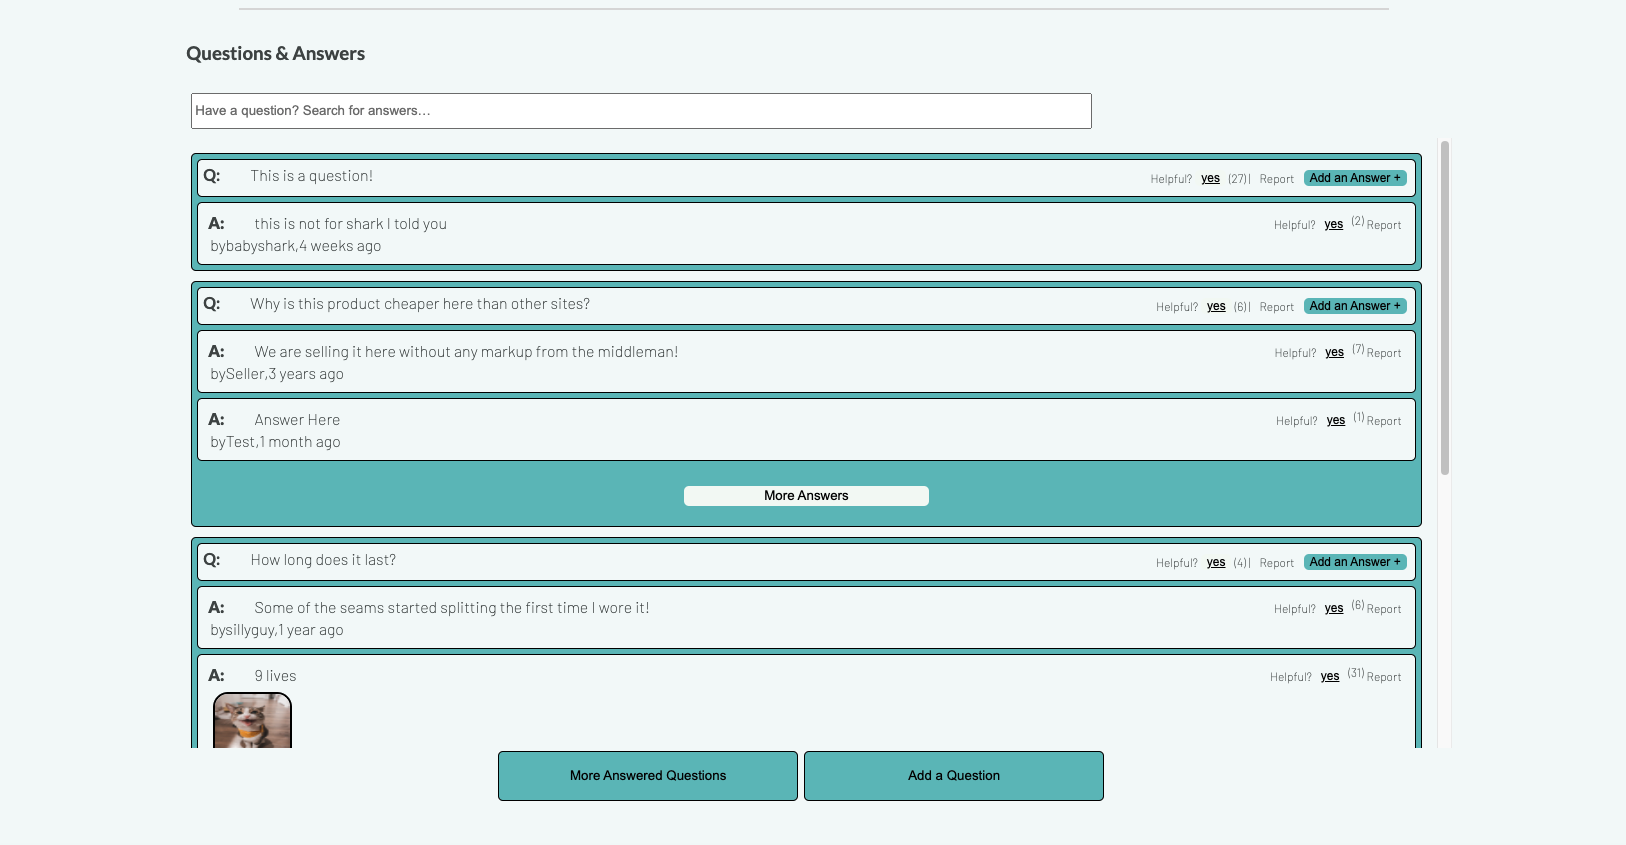 Questions & Answers
Have a question? Search for answers...
Q: This is a question! Helpful? yes (27)| Report Add an Answer +
A: this is not for shark I told you Helpful? yes (2) Report
bybabyshark,4 weeks ago
Q: Why is this product cheaper here than other sites? Helpful? yes (6)| Report Add an Answer +
A: We are selling it here without any markup from the middleman! Helpful? yes (7) Report
bySeller,3 years ago
A: Answer Here Helpful? yes (1) Report
byTest,1 month ago
More Answers
Q: How long does it last? Helpful? yes (4)| Report Add an Answer +
A: Some of the seams started splitting the first time I wore it! Helpful? yes (6) Report
bysillyguy,1 year ago
A: 9 lives Helpful? yes (31) Report
More Answered Questions Add a Question